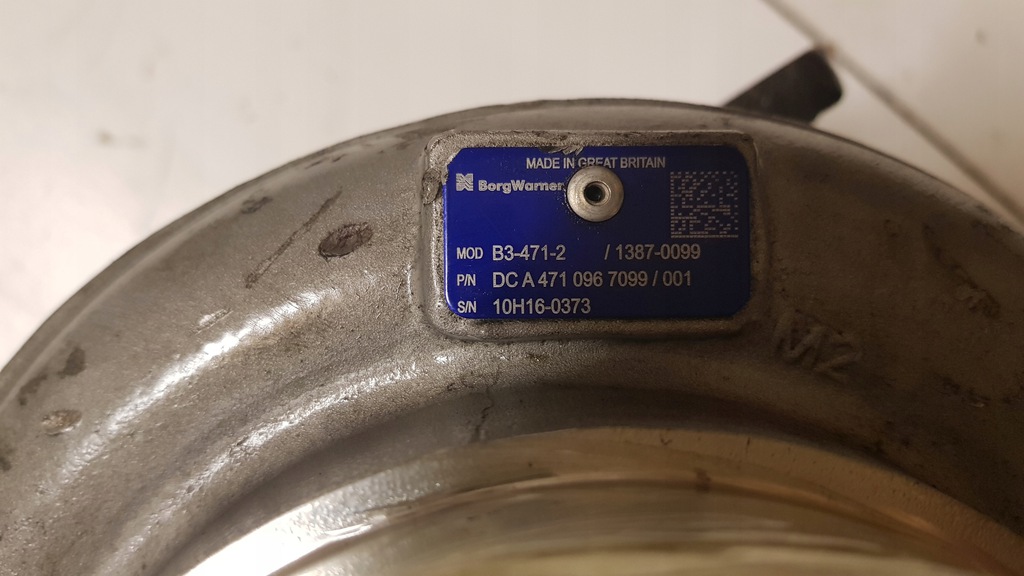 MADE IN GREAT BRITAIN
BorgWarner
MOD B3-471-2 / 1387-0099
P/N DC A 471 096 7099 / 001
S/N 10H16-0373
M2